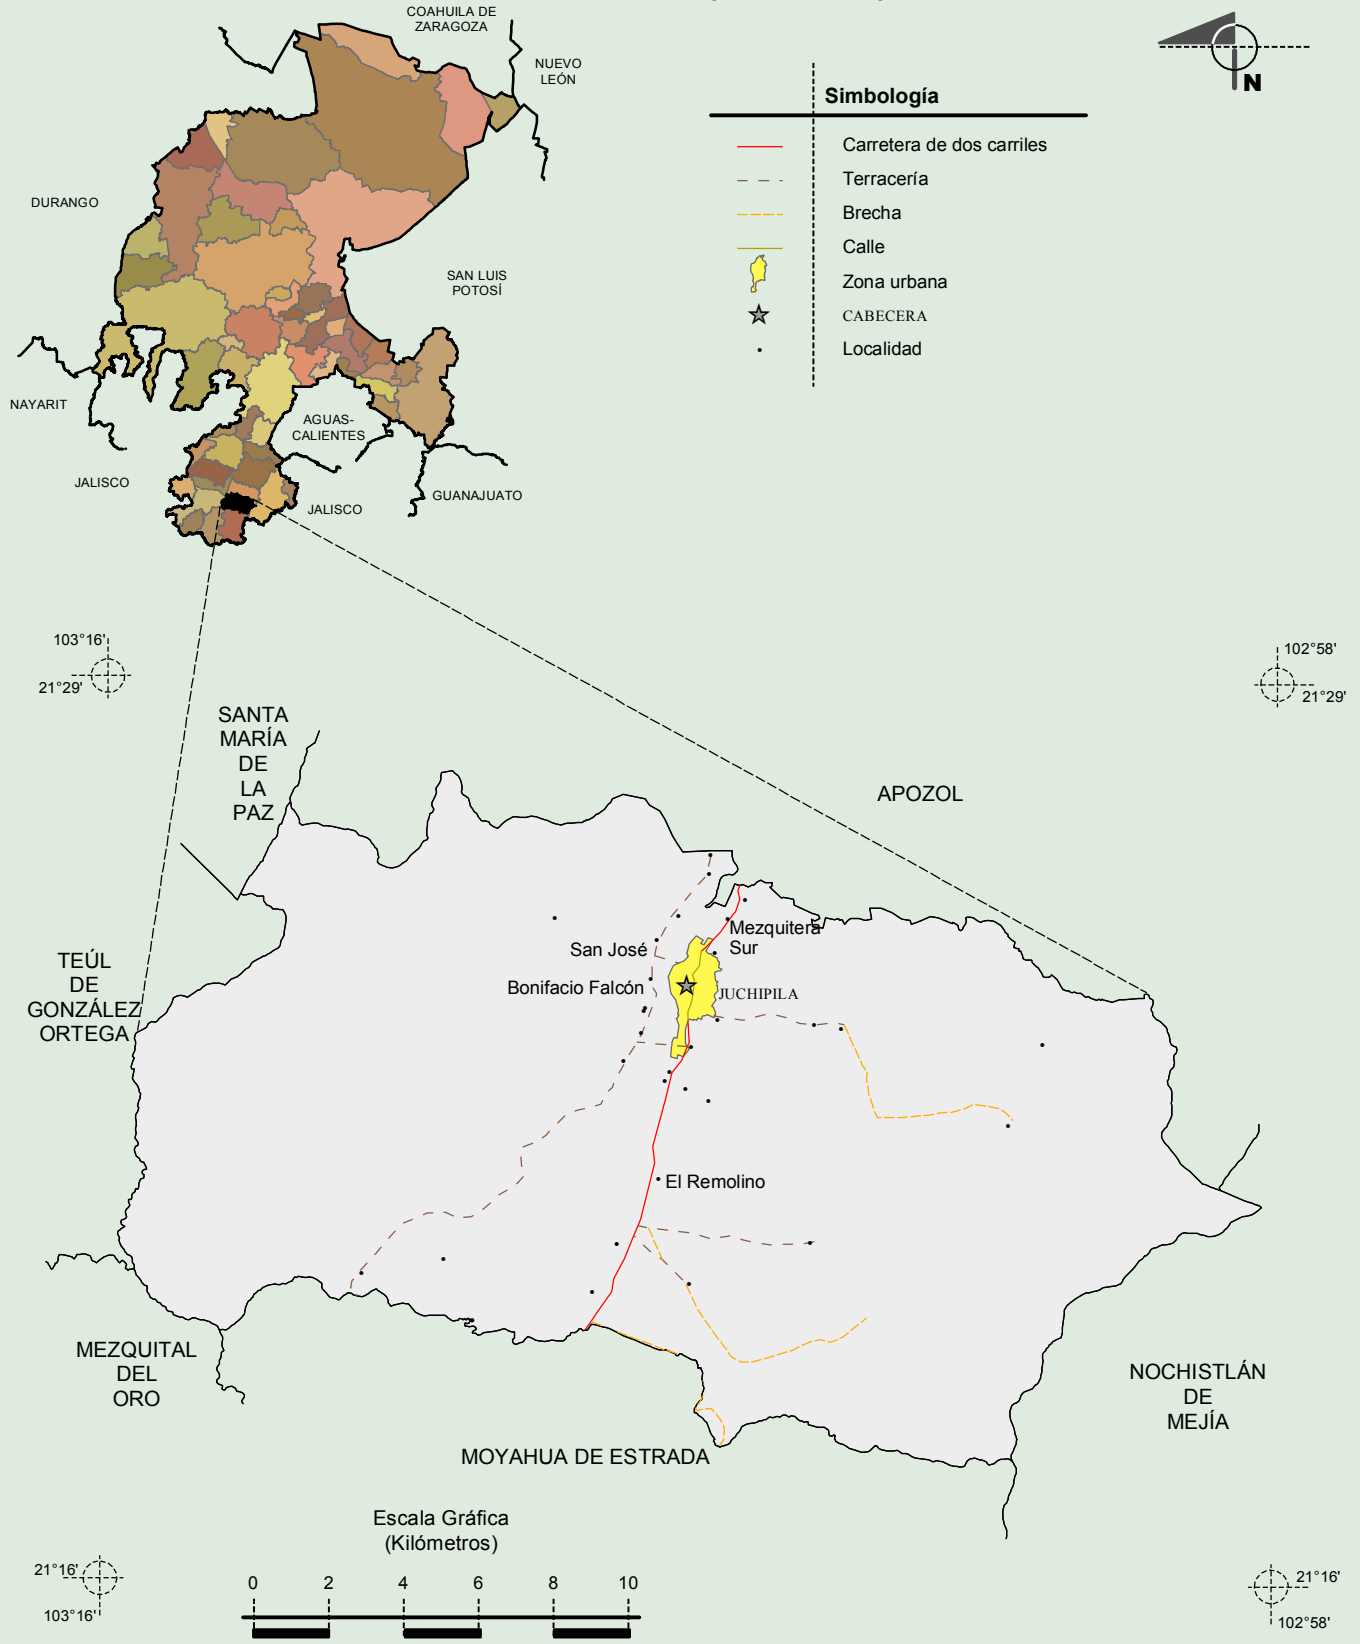 COAHUILA DE
ZARAGOZA
NUEVO
LEÓN
DURANGO
SAN LUIS
POTOSÍ
NAYARIT
AGUAS-
CALIENTES
JALISCO
GUANAJUATO
JALISCO
N
Simbología
Carretera de dos carriles
Terracería
Brecha
Calle
Zona urbana
CABECERA
Localidad
103°16'
21°29'
102°58'
21°29'
SANTA
MARÍA
DE
LA
PAZ
APOZOL
TEÚL
DE
GONZÁLEZ
ORTEGA
San José
Mezquitera
Sur
Bonifacio Falcón
JUCHIPILA
El Remolino
MEZQUITAL
DEL
ORO
NOCHISTLÁN
DE
MEJÍA
MOYAHUA DE ESTRADA
Escala Gráfica
(Kilómetros)
0 2 4 6 8 10
21°16'
103°16'
21°16'
102°58'